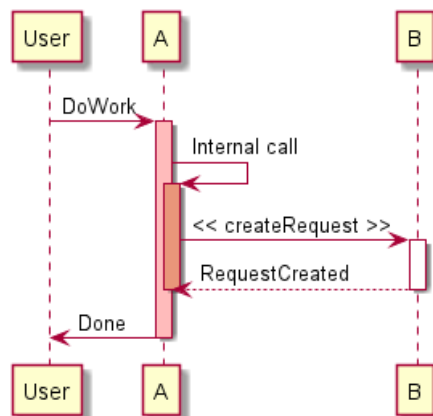 User A B
DoWork
Internal call
<< createRequest >>
RequestCreated
Done
User A B